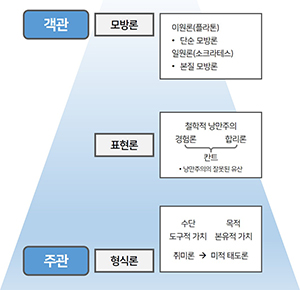 객관
모방론
이원론(플라톤)
• 단순 모방론
일원론(소크라테스)
• 본질 모방론
표현론
철학적 낭만주의
경험론 합리론
칸트
• 낭만주의의 잘못된 유산
주관
형식론
수단 목적
도구적 가치 본유적 가치
취미론 → 미적 태도론